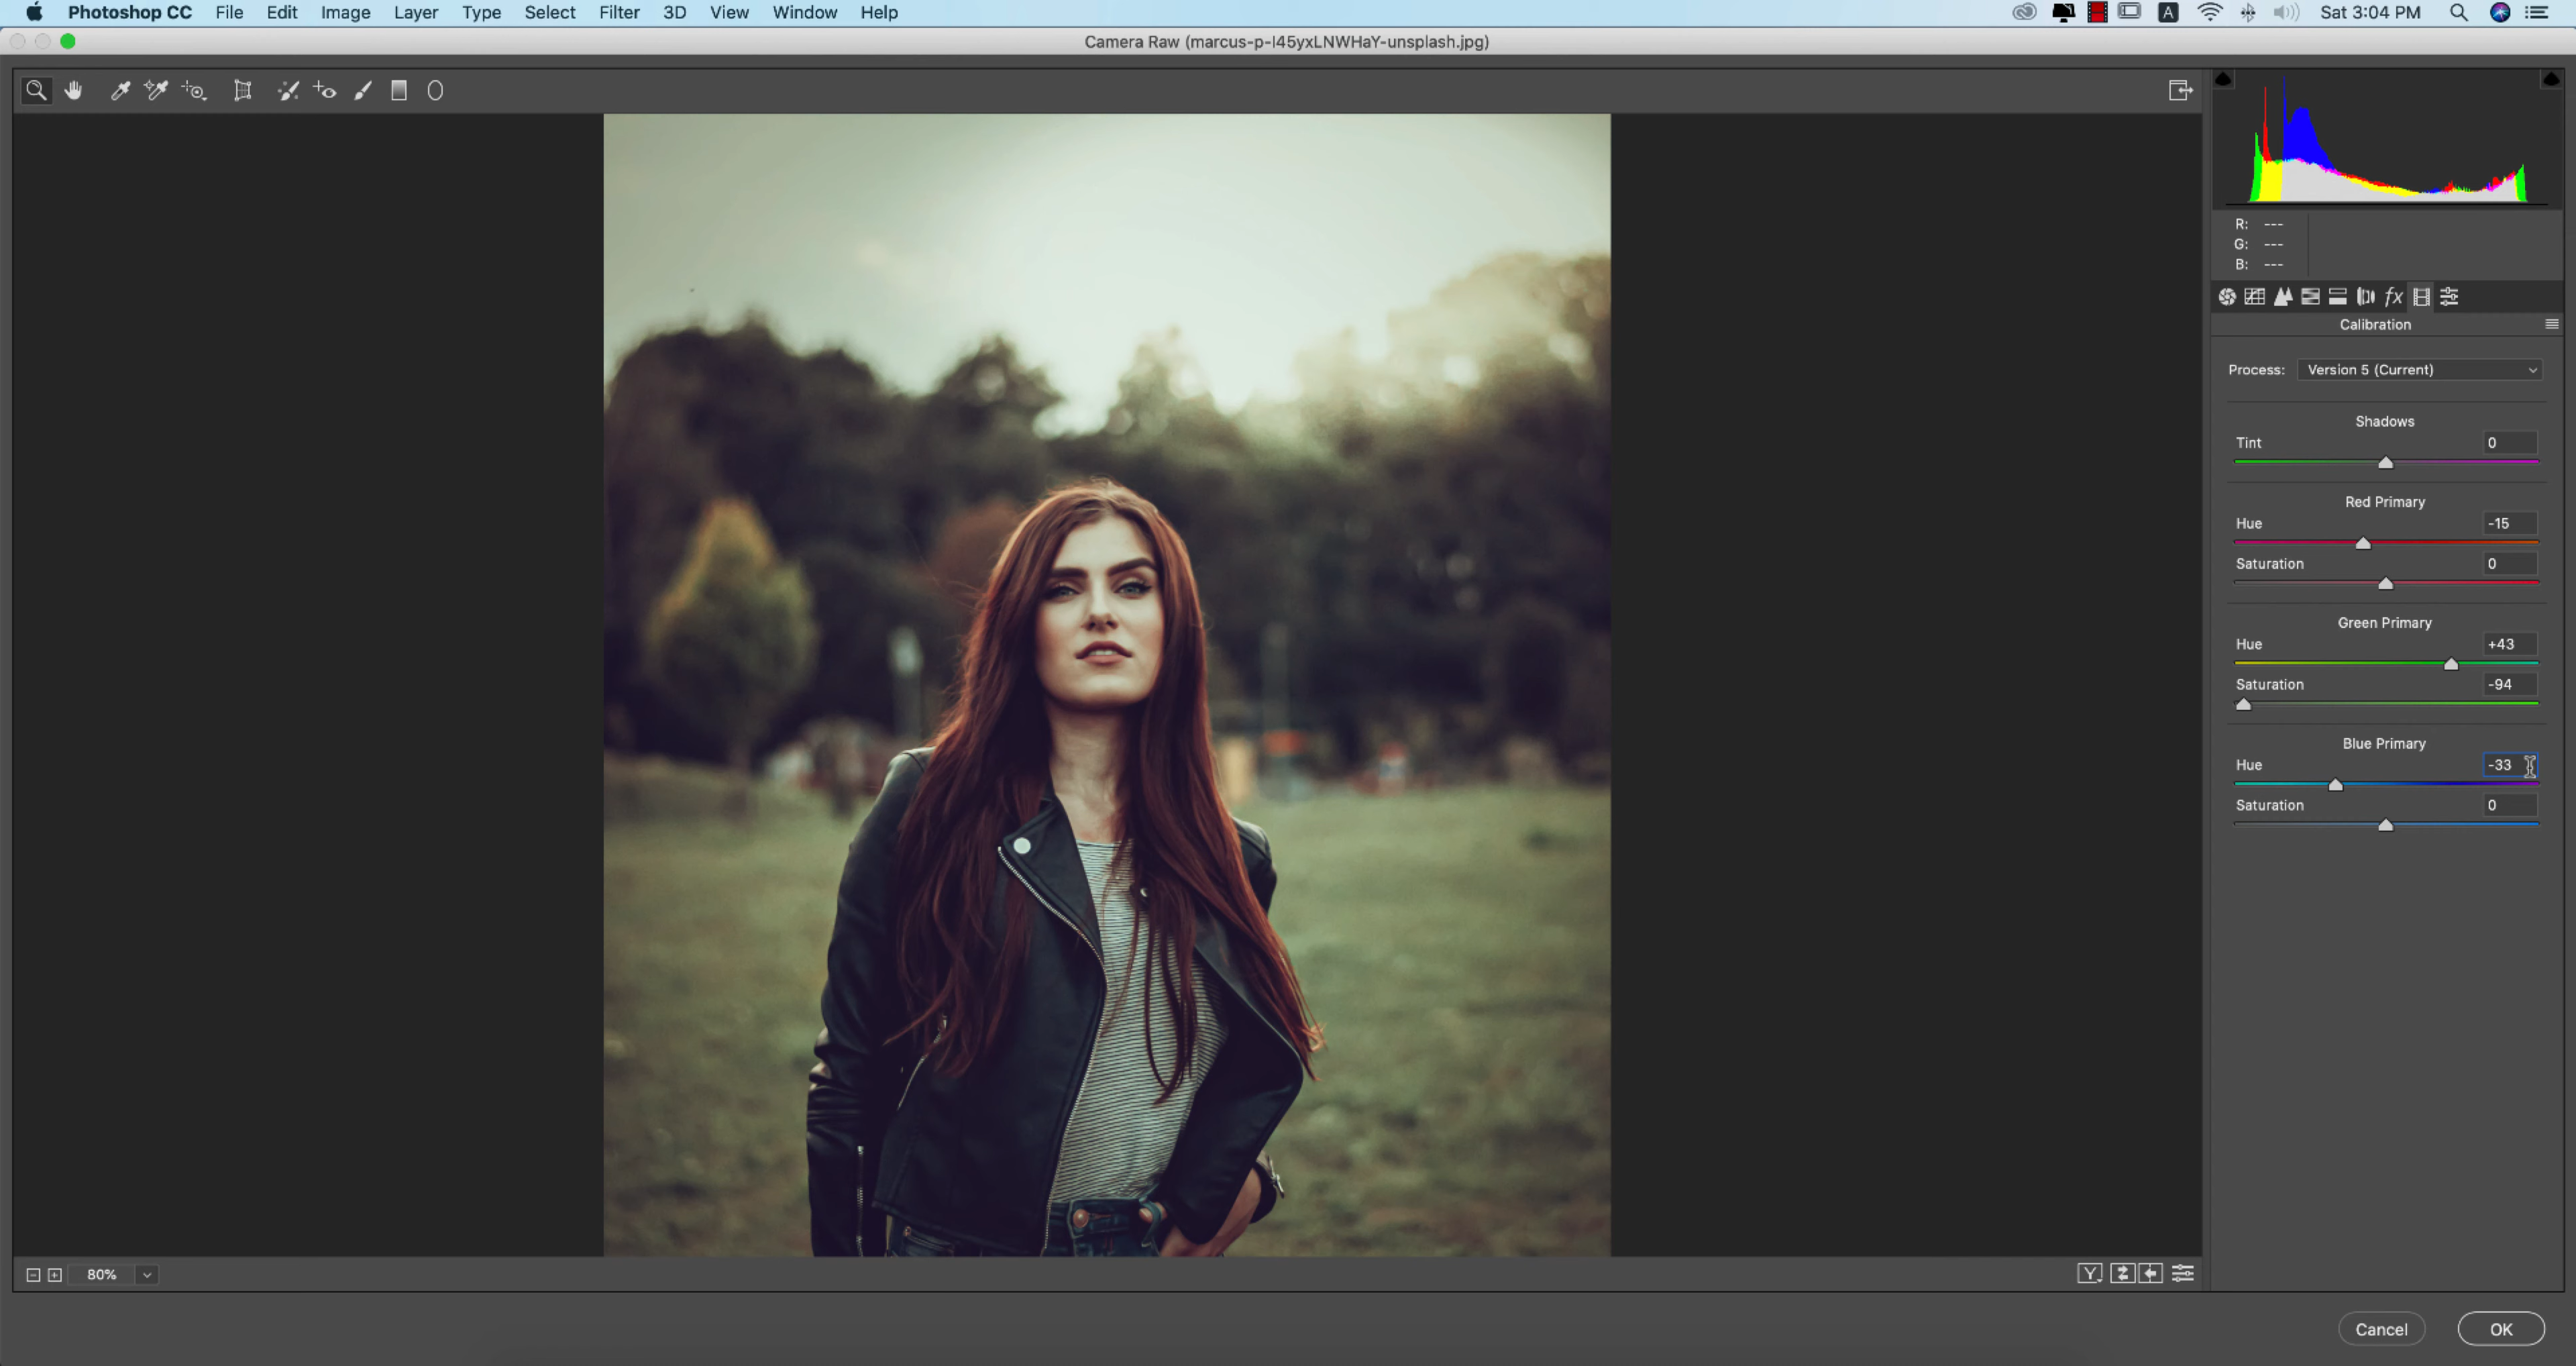 Photoshop CC File Edit Image Layer Type Select Filter 3D View Window Help A Sat 3:04 PM
Camera Raw (marcus-p-I45yxLNWHaY-unsplash.jpg)
R: ---
G: ---
B: ---
fx
Calibration
Process: Version 5 (Current)
Shadows
Tint 0
Red Primary
Hue -15
Saturation 0
Green Primary
Hue +43
Saturation -94
Blue Primary
Hue -33
Saturation 0
80% Y
Cancel OK